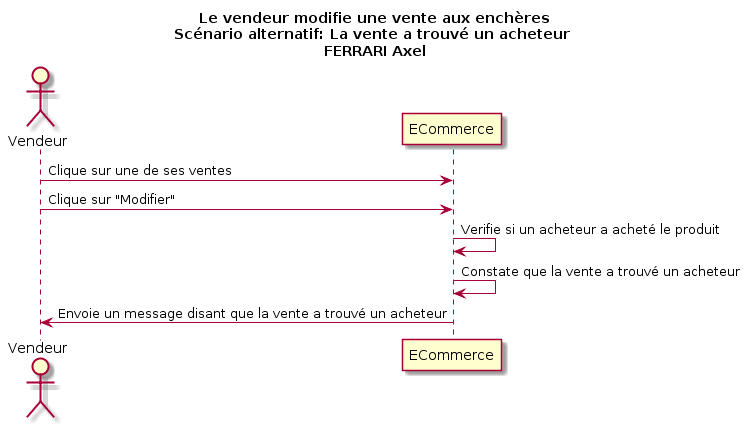 Le vendeur modifie une vente aux enchères
Scénario alternatif: La vente a trouvé un acheteur
FERRARI Axel
Vendeur
ECommerce
Clique sur une de ses ventes
Clique sur "Modifier"
Verifie si un acheteur a acheté le produit
Constate que la vente a trouvé un acheteur
Envoie un message disant que la vente a trouvé un acheteur
Vendeur
ECommerce